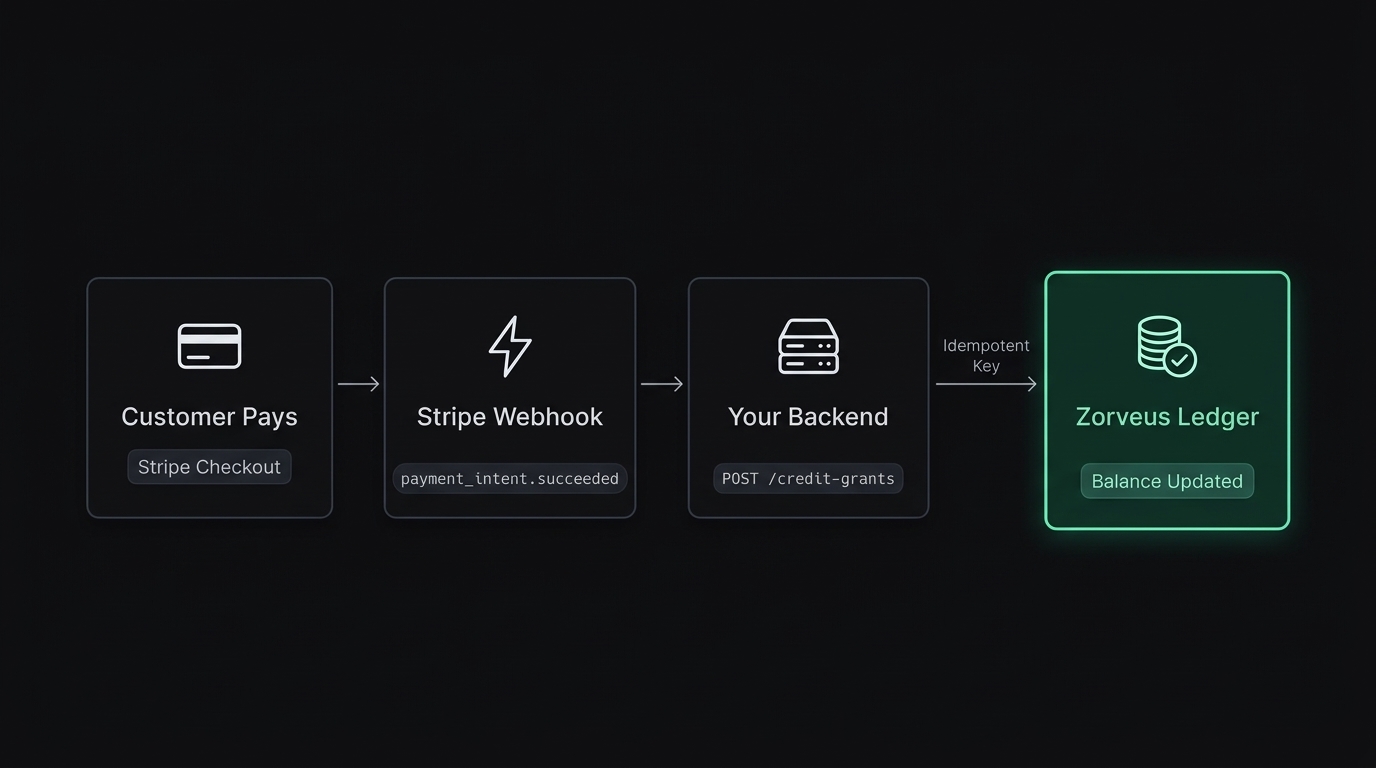 Customer Pays
Stripe Checkout
Stripe Webhook
payment_intent.succeeded
Your Backend
POST /credit-grants
Idempotent
Key
Zorveus Ledger
Balance Updated